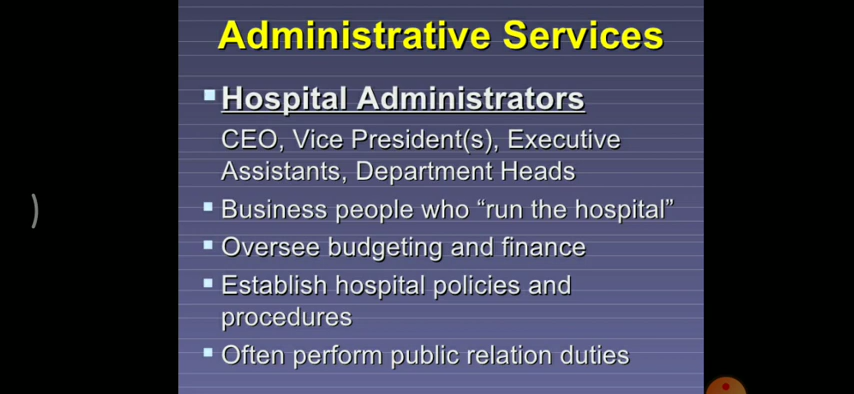 Administrative Services
Hospital Administrators
CEO, Vice President(s), Executive
Assistants, Department Heads
Business people who “run the hospital”
Oversee budgeting and finance
Establish hospital policies and
procedures
Often perform public relation duties